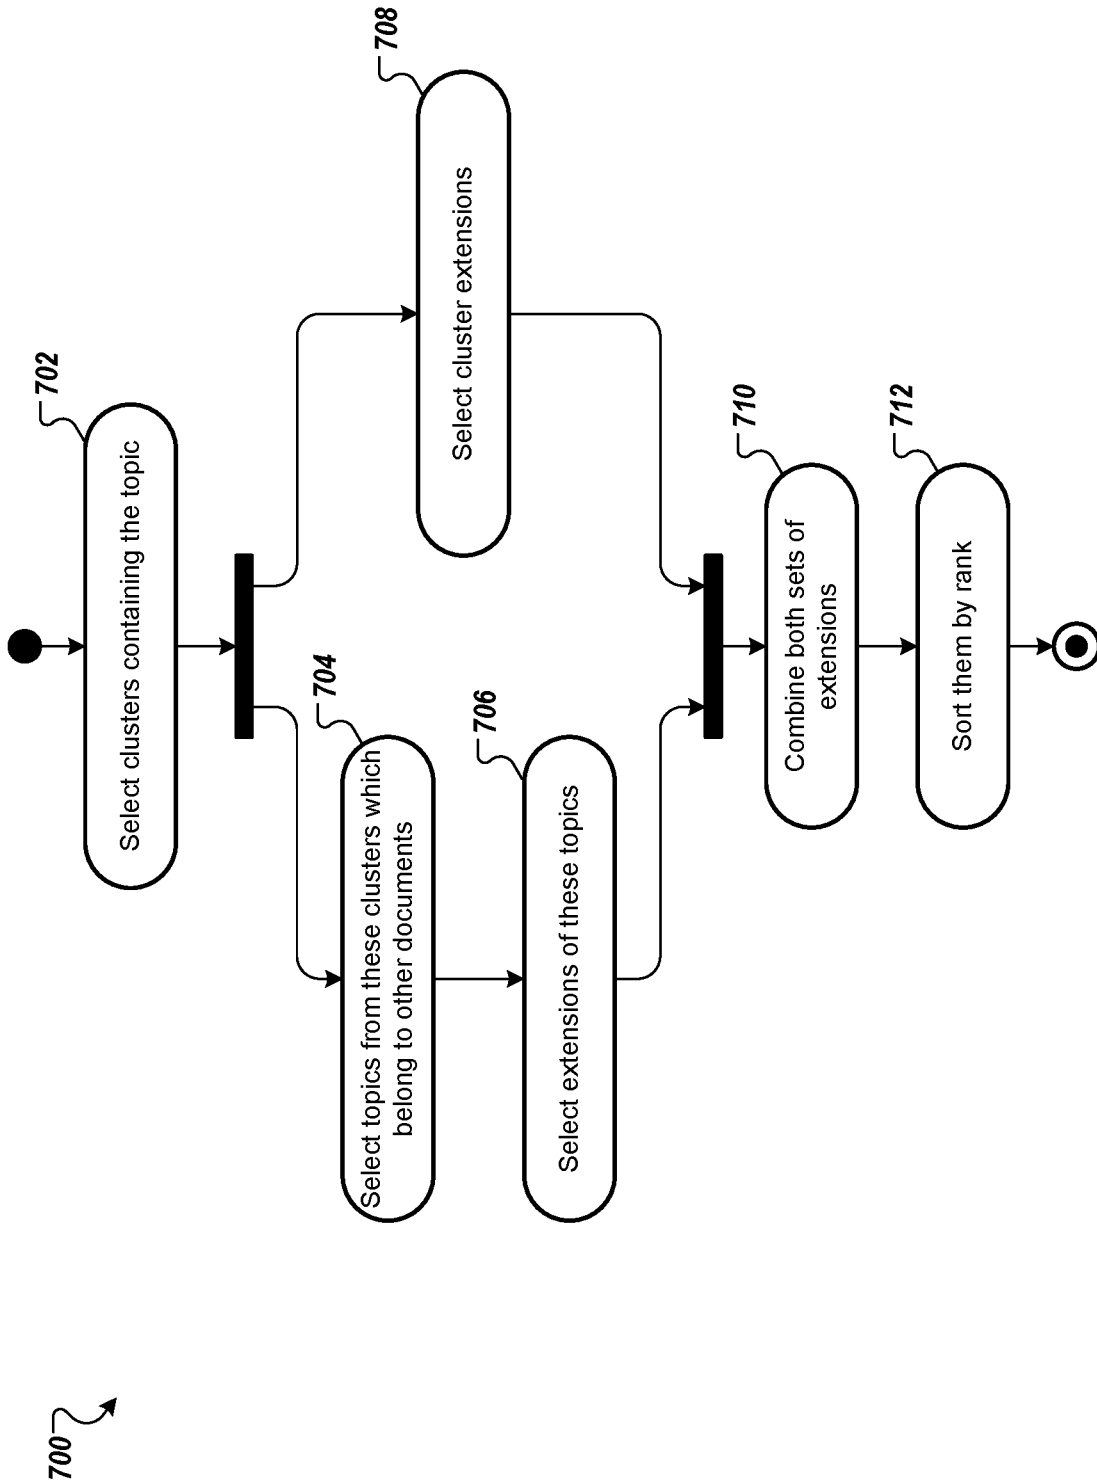 700
702
Select clusters containing the topic
704
Select topics from these clusters which
belong to other documents
706
Select extensions of these topics
708
Select cluster extensions
710
Combine both sets of
extensions
712
Sort them by rank